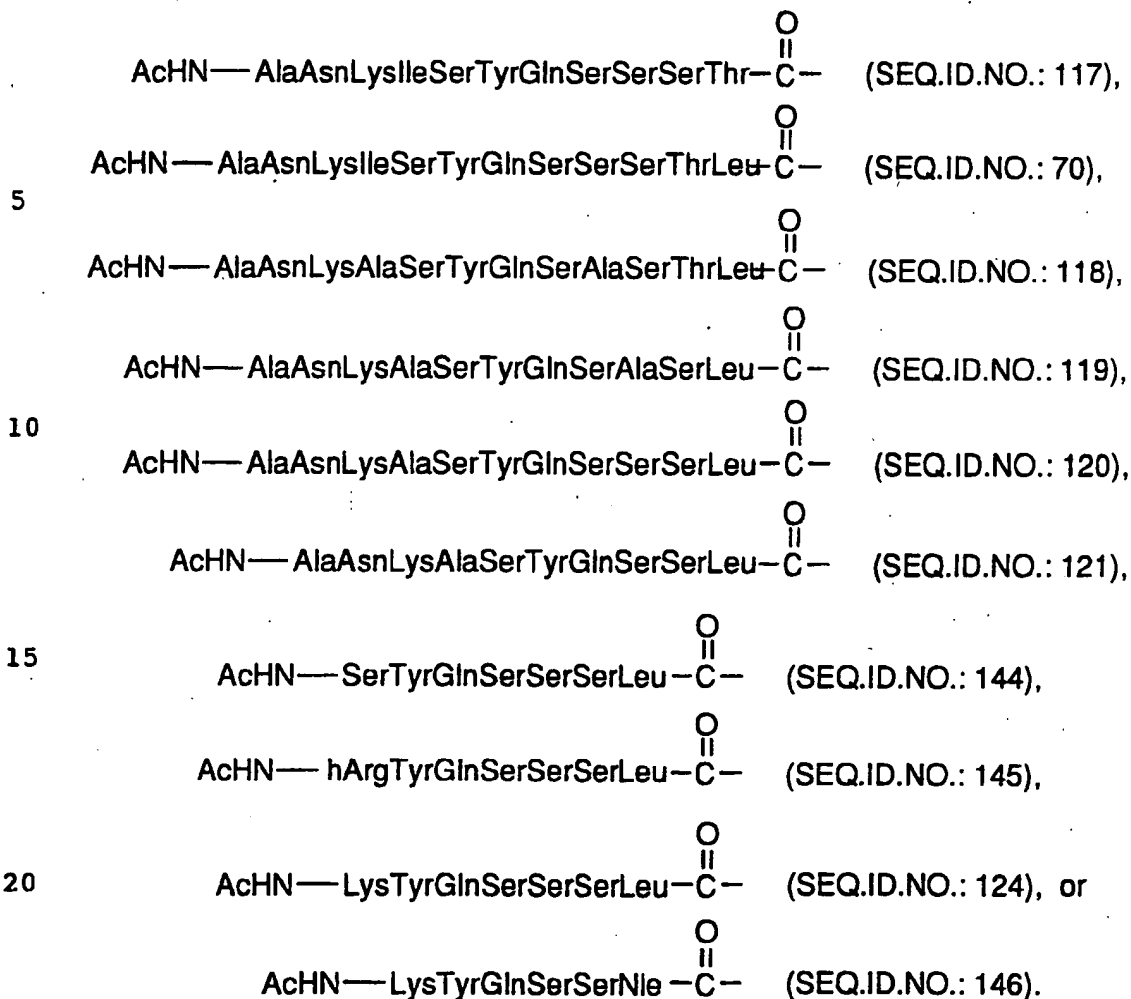 O
||
AcHN—AlaAsnLysIleSerTyrGlnSerSerSerThr–C– (SEQ.ID.NO.: 117),
O
||
AcHN—AlaAsnLysIleSerTyrGlnSerSerSerThrLeu–C– (SEQ.ID.NO.: 70),
5
O
||
AcHN—AlaAsnLysAlaSerTyrGlnSerAlaSerThrLeu–C– (SEQ.ID.NO.: 118),
O
||
AcHN—AlaAsnLysAlaSerTyrGlnSerAlaSerLeu–C– (SEQ.ID.NO.: 119),
10
O
||
AcHN—AlaAsnLysAlaSerTyrGlnSerSerSerLeu–C– (SEQ.ID.NO.: 120),
O
||
AcHN—AlaAsnLysAlaSerTyrGlnSerSerLeu–C– (SEQ.ID.NO.: 121),
15
O
||
AcHN—SerTyrGlnSerSerSerLeu–C– (SEQ.ID.NO.: 144),
O
||
AcHN—hArgTyrGlnSerSerSerLeu–C– (SEQ.ID.NO.: 145),
O
||
20 AcHN—LysTyrGlnSerSerSerLeu–C– (SEQ.ID.NO.: 124), or
O
||
AcHN—LysTyrGlnSerSerNle–C– (SEQ.ID.NO.: 146).